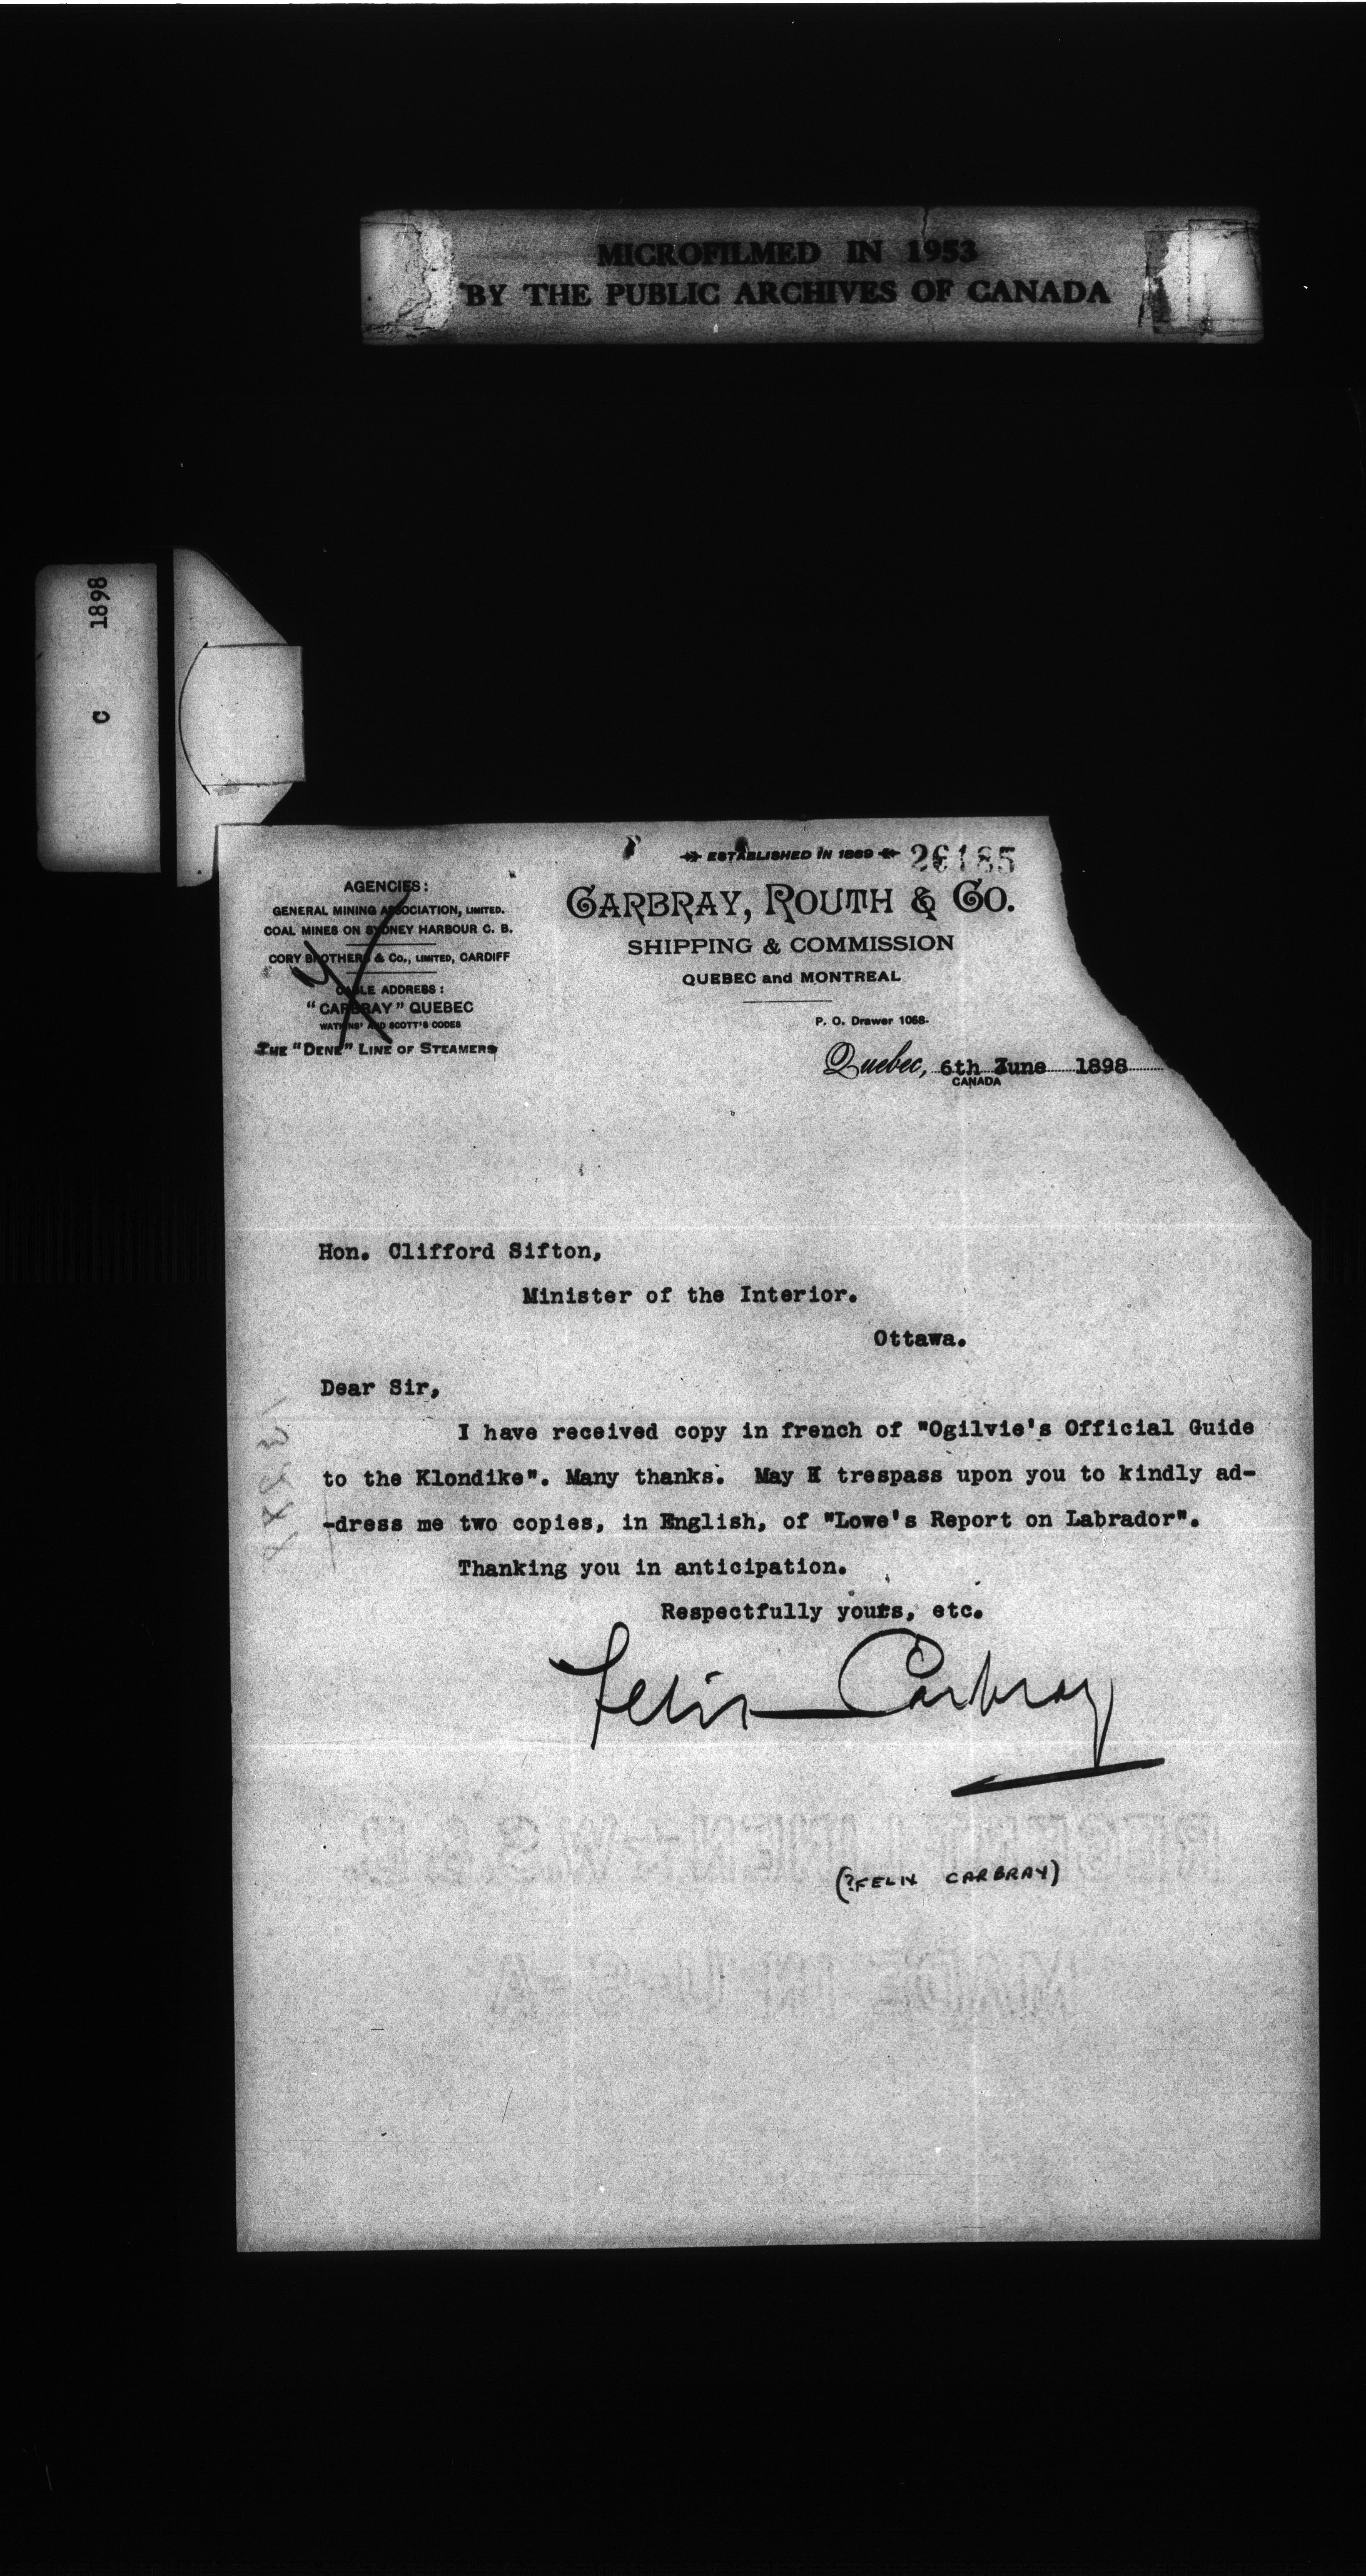 MICROFILMED IN 1953
BY THE PUBLIC ARCHIVES OF CANADA
C 1898
ESTABLISHED IN 1869
26185
AGENCIES:
GENERAL MINING ASSOCIATION, LIMITED.
COAL MINES ON SYDNEY HARBOUR C. B.
CORY BROTHERS & Co., LIMITED, CARDIFF
CABLE ADDRESS:
"CARBRAY" QUEBEC
WATKINS' AND SCOTT'S CODES
THE "DENE" LINE OF STEAMERS
CARBRAY, ROUTH & CO.
SHIPPING & COMMISSION
QUEBEC and MONTREAL
P. O. Drawer 1058.
Quebec, 6th June 1898
CANADA
Hon. Clifford Sifton,
Minister of the Interior.
Ottawa.
Dear Sir,
I have received copy in french of "Ogilvie's Official Guide
to the Klondike". Many thanks. May I trespass upon you to kindly ad-
-dress me two copies, in English, of "Lowe's Report on Labrador".
Thanking you in anticipation.
Respectfully yours, etc.
Felix Carbray
(?FELIX CARBRAY)
MADE IN U-S-A